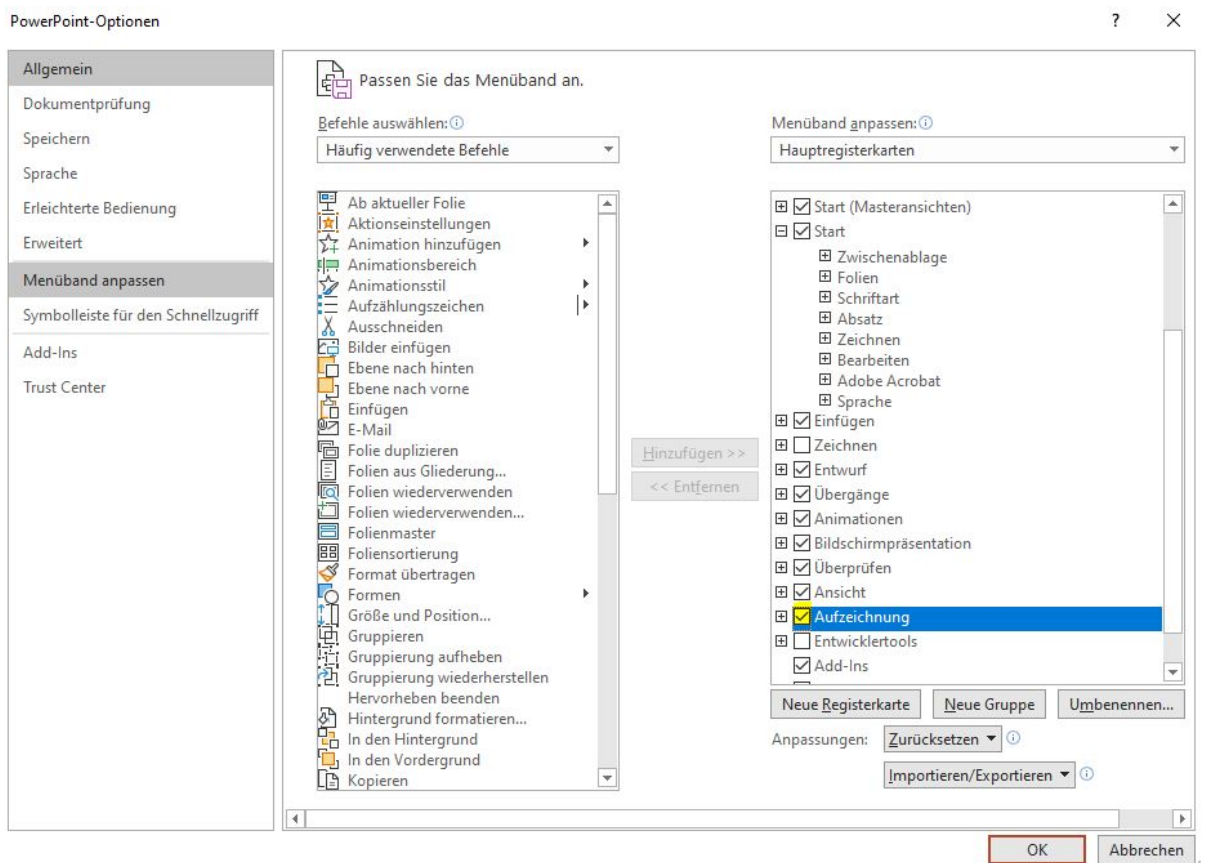 PowerPoint-Optionen
Allgemein
Dokumentprüfung
Speichern
Sprache
Erleichterte Bedienung
Erweitert
Menüband anpassen
Symbolleiste für den Schnellzugriff
Add-Ins
Trust Center
Passen Sie das Menüband an.
Befehle auswählen:
Häufig verwendete Befehle
Ab aktueller Folie
Aktionseinstellungen
Animation hinzufügen
Animationsbereich
Animationsstil
Aufzählungszeichen
Ausschneiden
Bilder einfügen
Ebene nach hinten
Ebene nach vorne
Einfügen
E-Mail
Folie duplizieren
Folien aus Gliederung...
Folien wiederverwenden
Folien wiederverwenden...
Folienmaster
Foliensortierung
Format übertragen
Formen
Größe und Position...
Gruppieren
Gruppierung aufheben
Gruppierung wiederherstellen
Hervorheben beenden
Hintergrund formatieren...
In den Hintergrund
In den Vordergrund
Kopieren
Hinzufügen >>
<< Entfernen
Menüband anpassen:
Hauptregisterkarten
Start (Masteransichten)
Start
Zwischenablage
Folien
Schriftart
Absatz
Zeichnen
Bearbeiten
Adobe Acrobat
Sprache
Einfügen
Zeichnen
Entwurf
Übergänge
Animationen
Bildschirmpräsentation
Überprüfen
Ansicht
Aufzeichnung
Entwicklertools
Add-Ins
Neue Registerkarte
Neue Gruppe
Umbenennen...
Anpassungen:
Zurücksetzen
Importieren/Exportieren
OK
Abbrechen